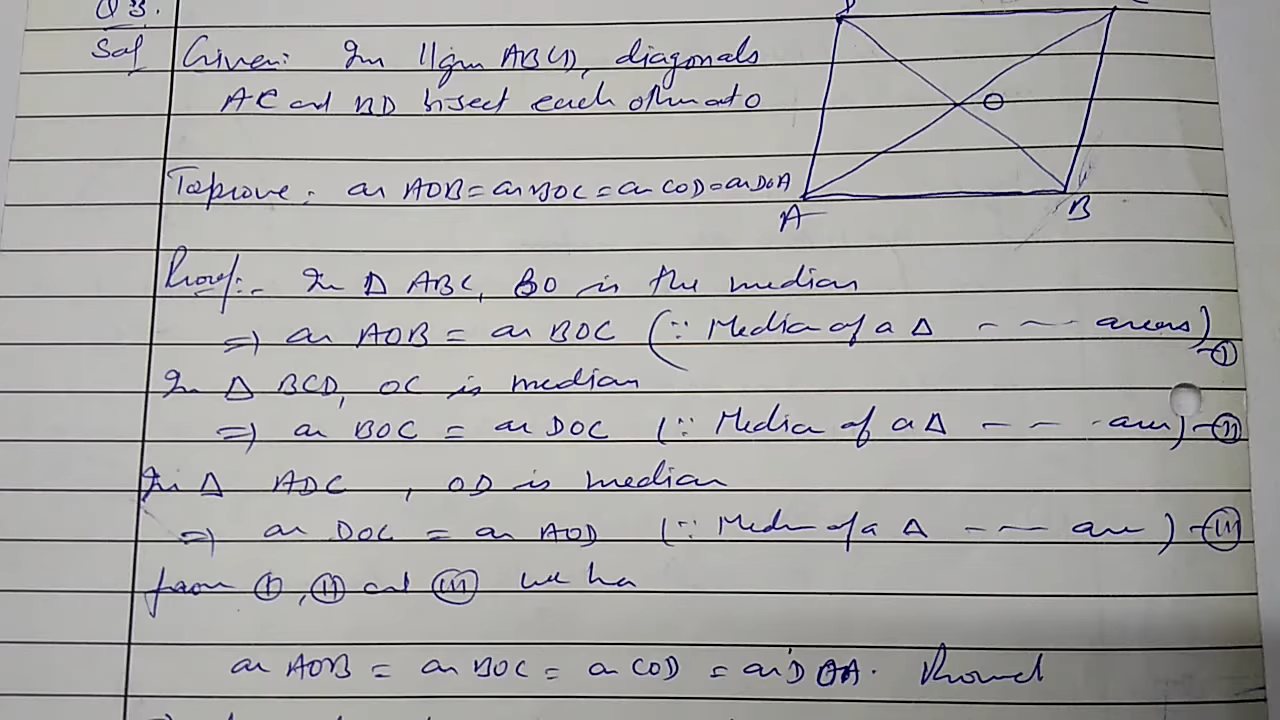 Q3.
Sol Given: In ||gm ABCD, diagonals
AC and BD bisect each other at O
To prove: ar AOB = ar BOC = ar COD = ar DOA
O
A
B
Proof:- In Δ ABC, BO is the median
=> ar AOB = ar BOC (∵ Median of a Δ - - - areas) - I
In Δ BCD, OC is median
=> ar BOC = ar DOC (∵ Median of a Δ - - - are) - II
In Δ ADC, OD is median
=> ar DOC = ar AOD (∵ Median of a Δ - - - are) - III
from I, II and III we ha
ar AOB = ar BOC = ar COD = ar DOA. Proved